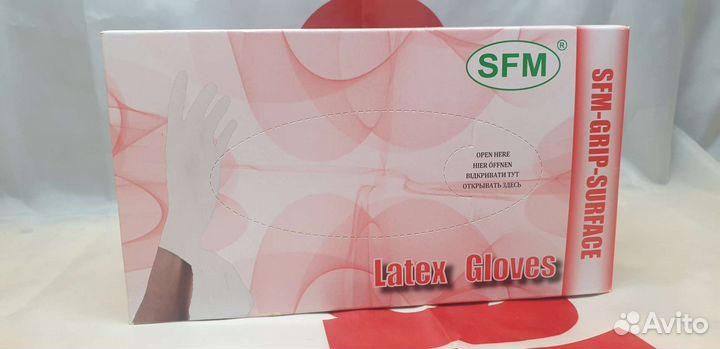 SFM®
OPEN HERE
HIER ÖFFNEN
ВІДКРИВАТИ ТУТ
ОТКРЫВАТЬ ЗДЕСЬ
Latex Gloves
SFM-GRIP-SURFACE
Avito